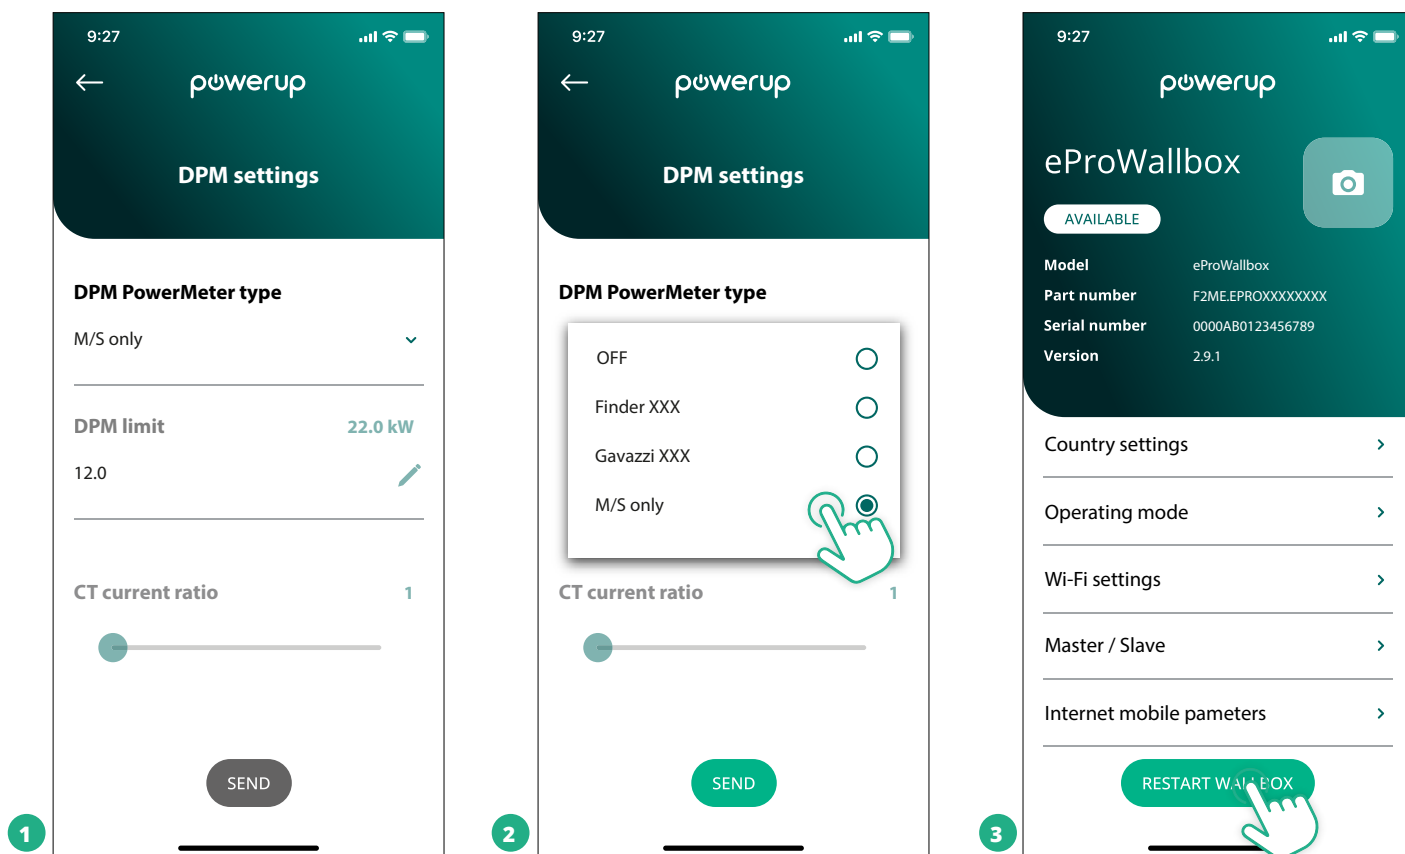 9:27
powerup
DPM settings
DPM PowerMeter type
M/S only
DPM limit 22.0 kW
12.0
CT current ratio 1
SEND
1
9:27
powerup
DPM settings
DPM PowerMeter type
OFF
Finder XXX
Gavazzi XXX
M/S only
CT current ratio 1
SEND
2
9:27
powerup
eProWallbox
AVAILABLE
Model eProWallbox
Part number F2ME.EPROXXXXXXXX
Serial number 0000AB0123456789
Version 2.9.1
Country settings
Operating mode
Wi-Fi settings
Master / Slave
Internet mobile pameters
RESTART WALLBOX
3